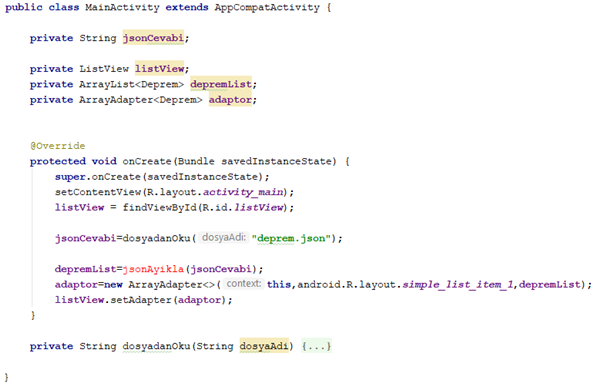 public class MainActivity extends AppCompatActivity {
private String jsonCevabi;
private ListView listView;
private ArrayList<Deprem> depremList;
private ArrayAdapter<Deprem> adaptor;
@Override
protected void onCreate(Bundle savedInstanceState) {
super.onCreate(savedInstanceState);
setContentView(R.layout.activity_main);
listView = findViewById(R.id.listView);
jsonCevabi=dosyadanOku( dosyaAdi: "deprem.json");
depremList=jsonAyikla(jsonCevabi);
adaptor=new ArrayAdapter<>( context: this,android.R.layout.simple_list_item_1,depremList);
listView.setAdapter(adaptor);
}
private String dosyadanOku(String dosyaAdi) {...}
}